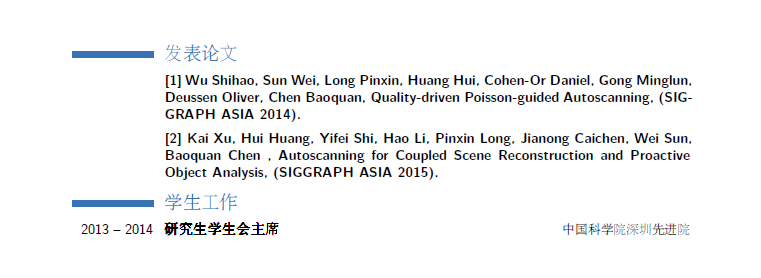 发表论文
[1] Wu Shihao, Sun Wei, Long Pinxin, Huang Hui, Cohen-Or Daniel, Gong Minglun,
Deussen Oliver, Chen Baoquan, Quality-driven Poisson-guided Autoscanning, (SIG-
GRAPH ASIA 2014).
[2] Kai Xu, Hui Huang, Yifei Shi, Hao Li, Pinxin Long, Jianong Caichen, Wei Sun,
Baoquan Chen , Autoscanning for Coupled Scene Reconstruction and Proactive
Object Analysis, (SIGGRAPH ASIA 2015).
学生工作
2013 – 2014 研究生学生会主席 中国科学院深圳先进院